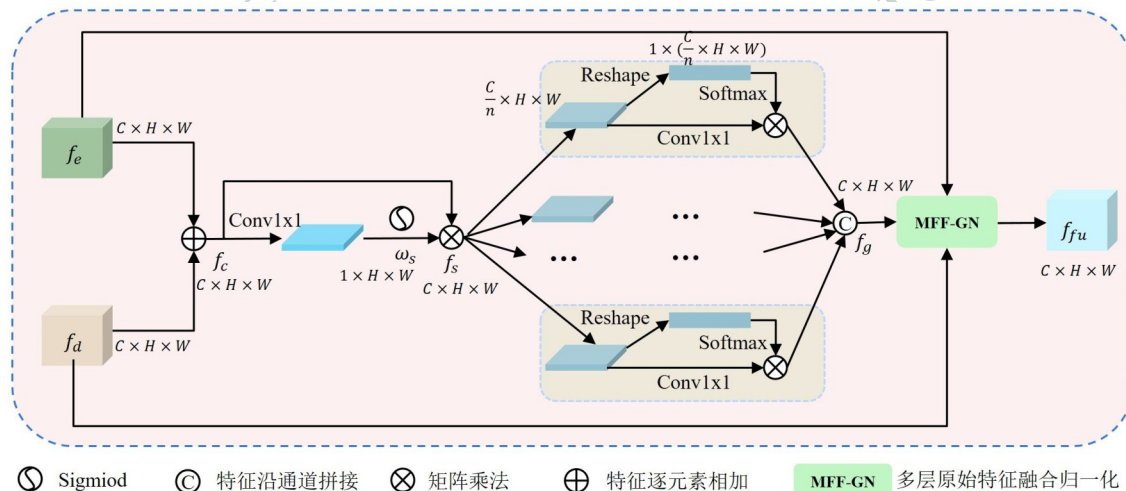 1 × (C/n × H × W)
Reshape
C/n × H × W
Softmax
Conv1x1
C × H × W
f_e
C × H × W
Conv1x1
f_c
C × H × W
ω_s
1 × H × W
f_s
C × H × W
... ...
... ...
C
f_g
MFF-GN
f_fu
C × H × W
f_d
C × H × W
Reshape
Softmax
Conv1x1
Sigmiod
C 特征沿通道拼接
矩阵乘法
特征逐元素相加
MFF-GN 多层原始特征融合归一化